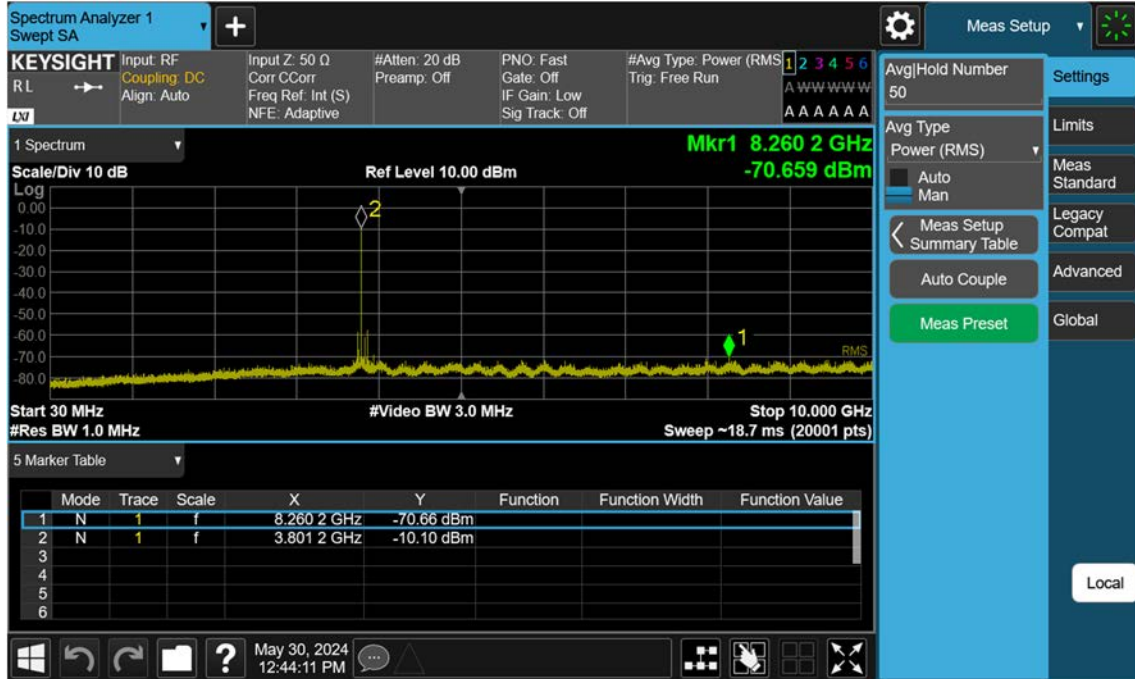 Spectrum Analyzer 1
Swept SA
Meas Setup
KEYSIGHT
R L
LXI
Input: RF
Coupling: DC
Align: Auto
Input Z: 50 Ω
Corr CCorr
Freq Ref: Int (S)
NFE: Adaptive
#Atten: 20 dB
Preamp: Off
PNO: Fast
Gate: Off
IF Gain: Low
Sig Track: Off
#Avg Type: Power (RMS
Trig: Free Run
1 2 3 4 5 6
A W W W W W
A A A A A A
1 Spectrum
Scale/Div 10 dB
Ref Level 10.00 dBm
Mkr1 8.260 2 GHz
-70.659 dBm
Log
0.00
-10.0
-20.0
-30.0
-40.0
-50.0
-60.0
-70.0
-80.0
2
1
RMS
Start 30 MHz
#Video BW 3.0 MHz
Stop 10.000 GHz
#Res BW 1.0 MHz
Sweep ~18.7 ms (20001 pts)
5 Marker Table
Mode Trace Scale X Y Function Function Width Function Value
1 N 1 f 8.260 2 GHz -70.66 dBm
2 N 1 f 3.801 2 GHz -10.10 dBm
3
4
5
6
?
May 30, 2024
12:44:11 PM
Avg|Hold Number
50
Avg Type
Power (RMS)
Auto
Man
Meas Setup
Summary Table
Auto Couple
Meas Preset
Settings
Limits
Meas
Standard
Legacy
Compat
Advanced
Global
Local